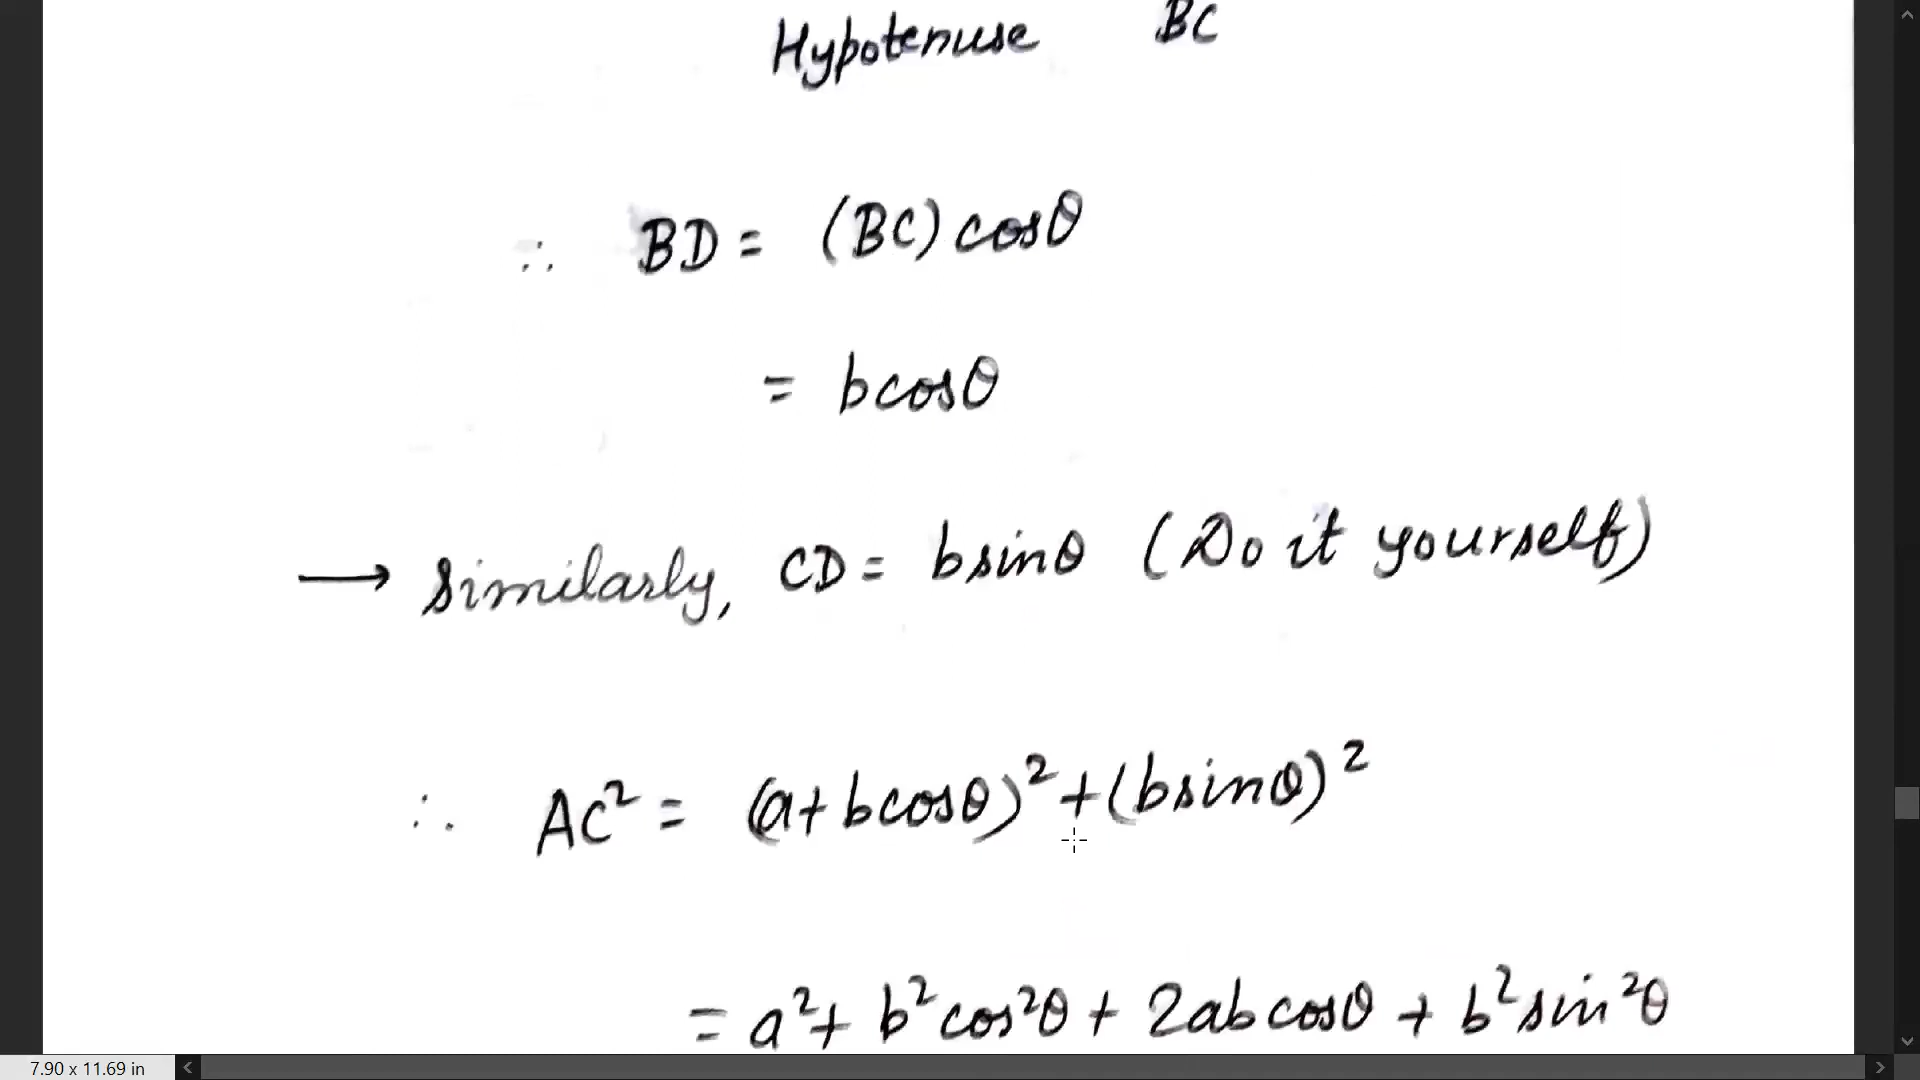 Hypotenuse BC
∴ BD = (BC) cosθ
= bcosθ
→ Similarly, CD = bsinθ (Do it yourself)
∴ AC² = (a+bcosθ)²+(bsinθ)²
= a²+ b²cos²θ + 2abcosθ + b²sin²θ
7.90 x 11.69 in